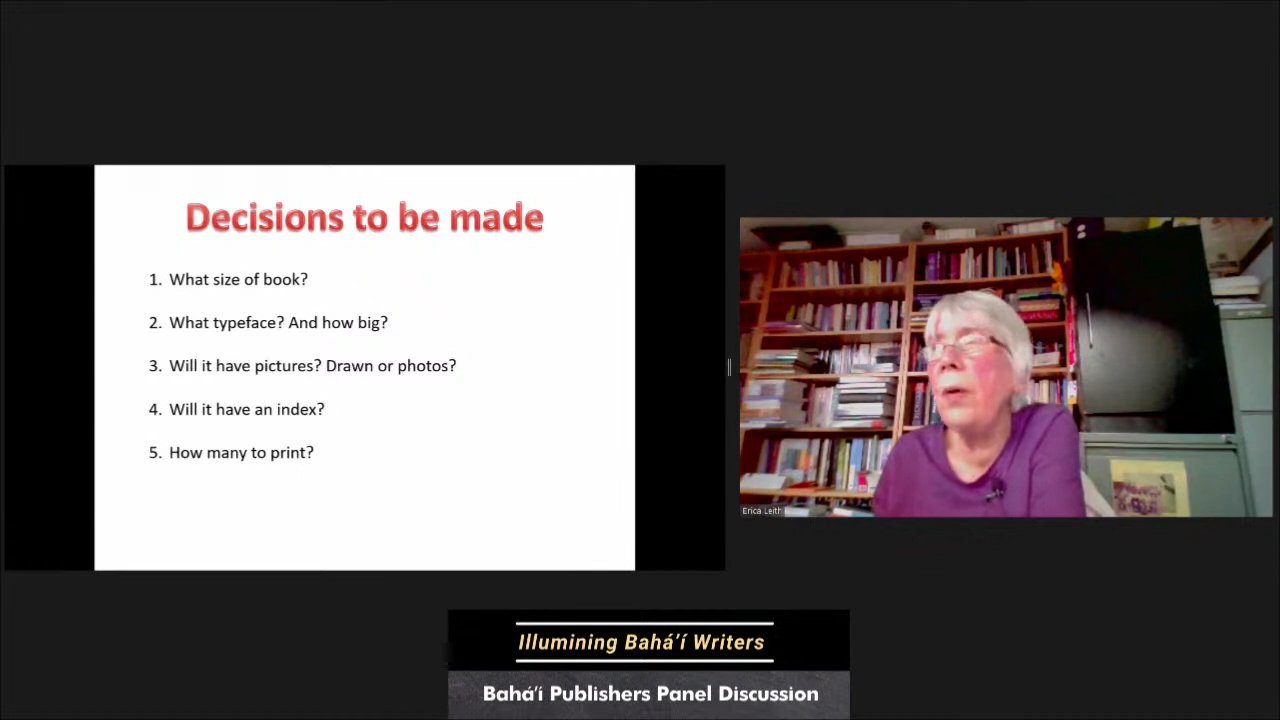 Decisions to be made
1. What size of book?
2. What typeface? And how big?
3. Will it have pictures? Drawn or photos?
4. Will it have an index?
5. How many to print?
Erica Leith
Illumining Bahá’í Writers
Bahá’í Publishers Panel Discussion